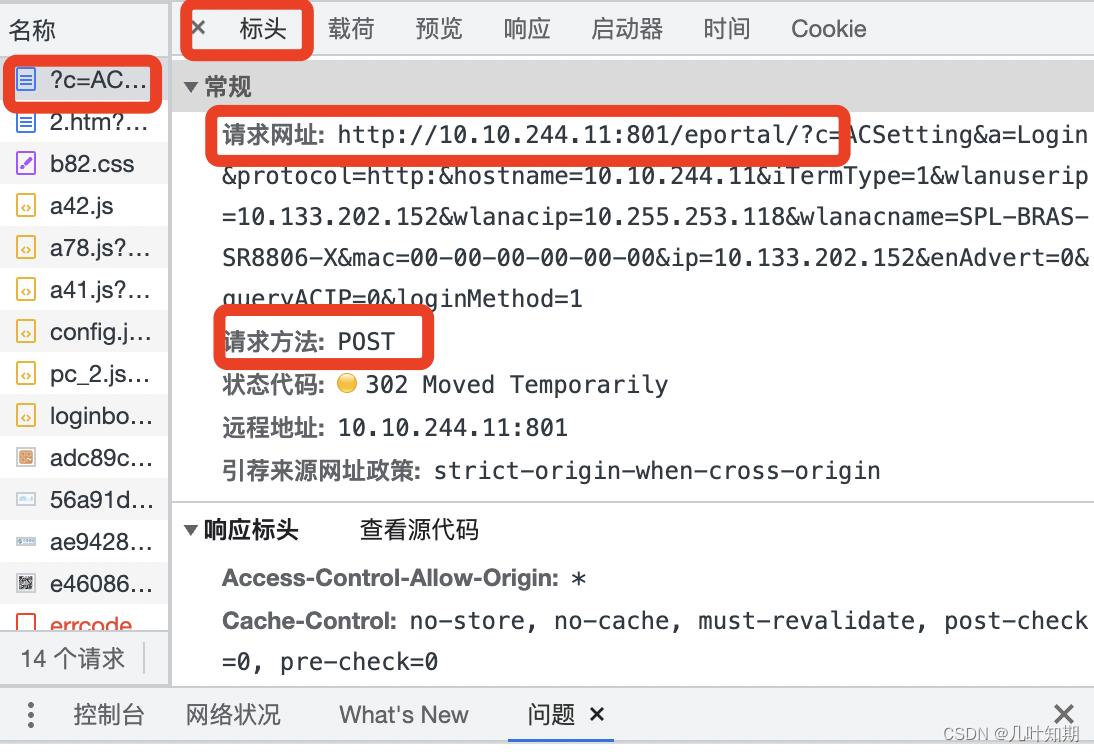 名称
× 标头 载荷 预览 响应 启动器 时间 Cookie
?c=AC...
2.htm?...
b82.css
a42.js
a78.js?...
a41.js?...
config.j...
pc_2.js...
loginbo...
adc89c...
56a91d...
ae9428...
e46086...
errcode
14 个请求
常规
请求网址: http://10.10.244.11:801/eportal/?c=ACSetting&a=Login
&protocol=http:&hostname=10.10.244.11&iTermType=1&wlanuserip
=10.133.202.152&wlanacip=10.255.253.118&wlanacname=SPL-BRAS-
SR8806-X&mac=00-00-00-00-00-00&ip=10.133.202.152&enAdvert=0&
queryACIP=0&loginMethod=1
请求方法: POST
状态代码: 302 Moved Temporarily
远程地址: 10.10.244.11:801
引荐来源网址政策: strict-origin-when-cross-origin
响应标头 查看源代码
Access-Control-Allow-Origin: *
Cache-Control: no-store, no-cache, must-revalidate, post-check
=0, pre-check=0
控制台 网络状况 What's New 问题 ×
CSDN @几叶知期